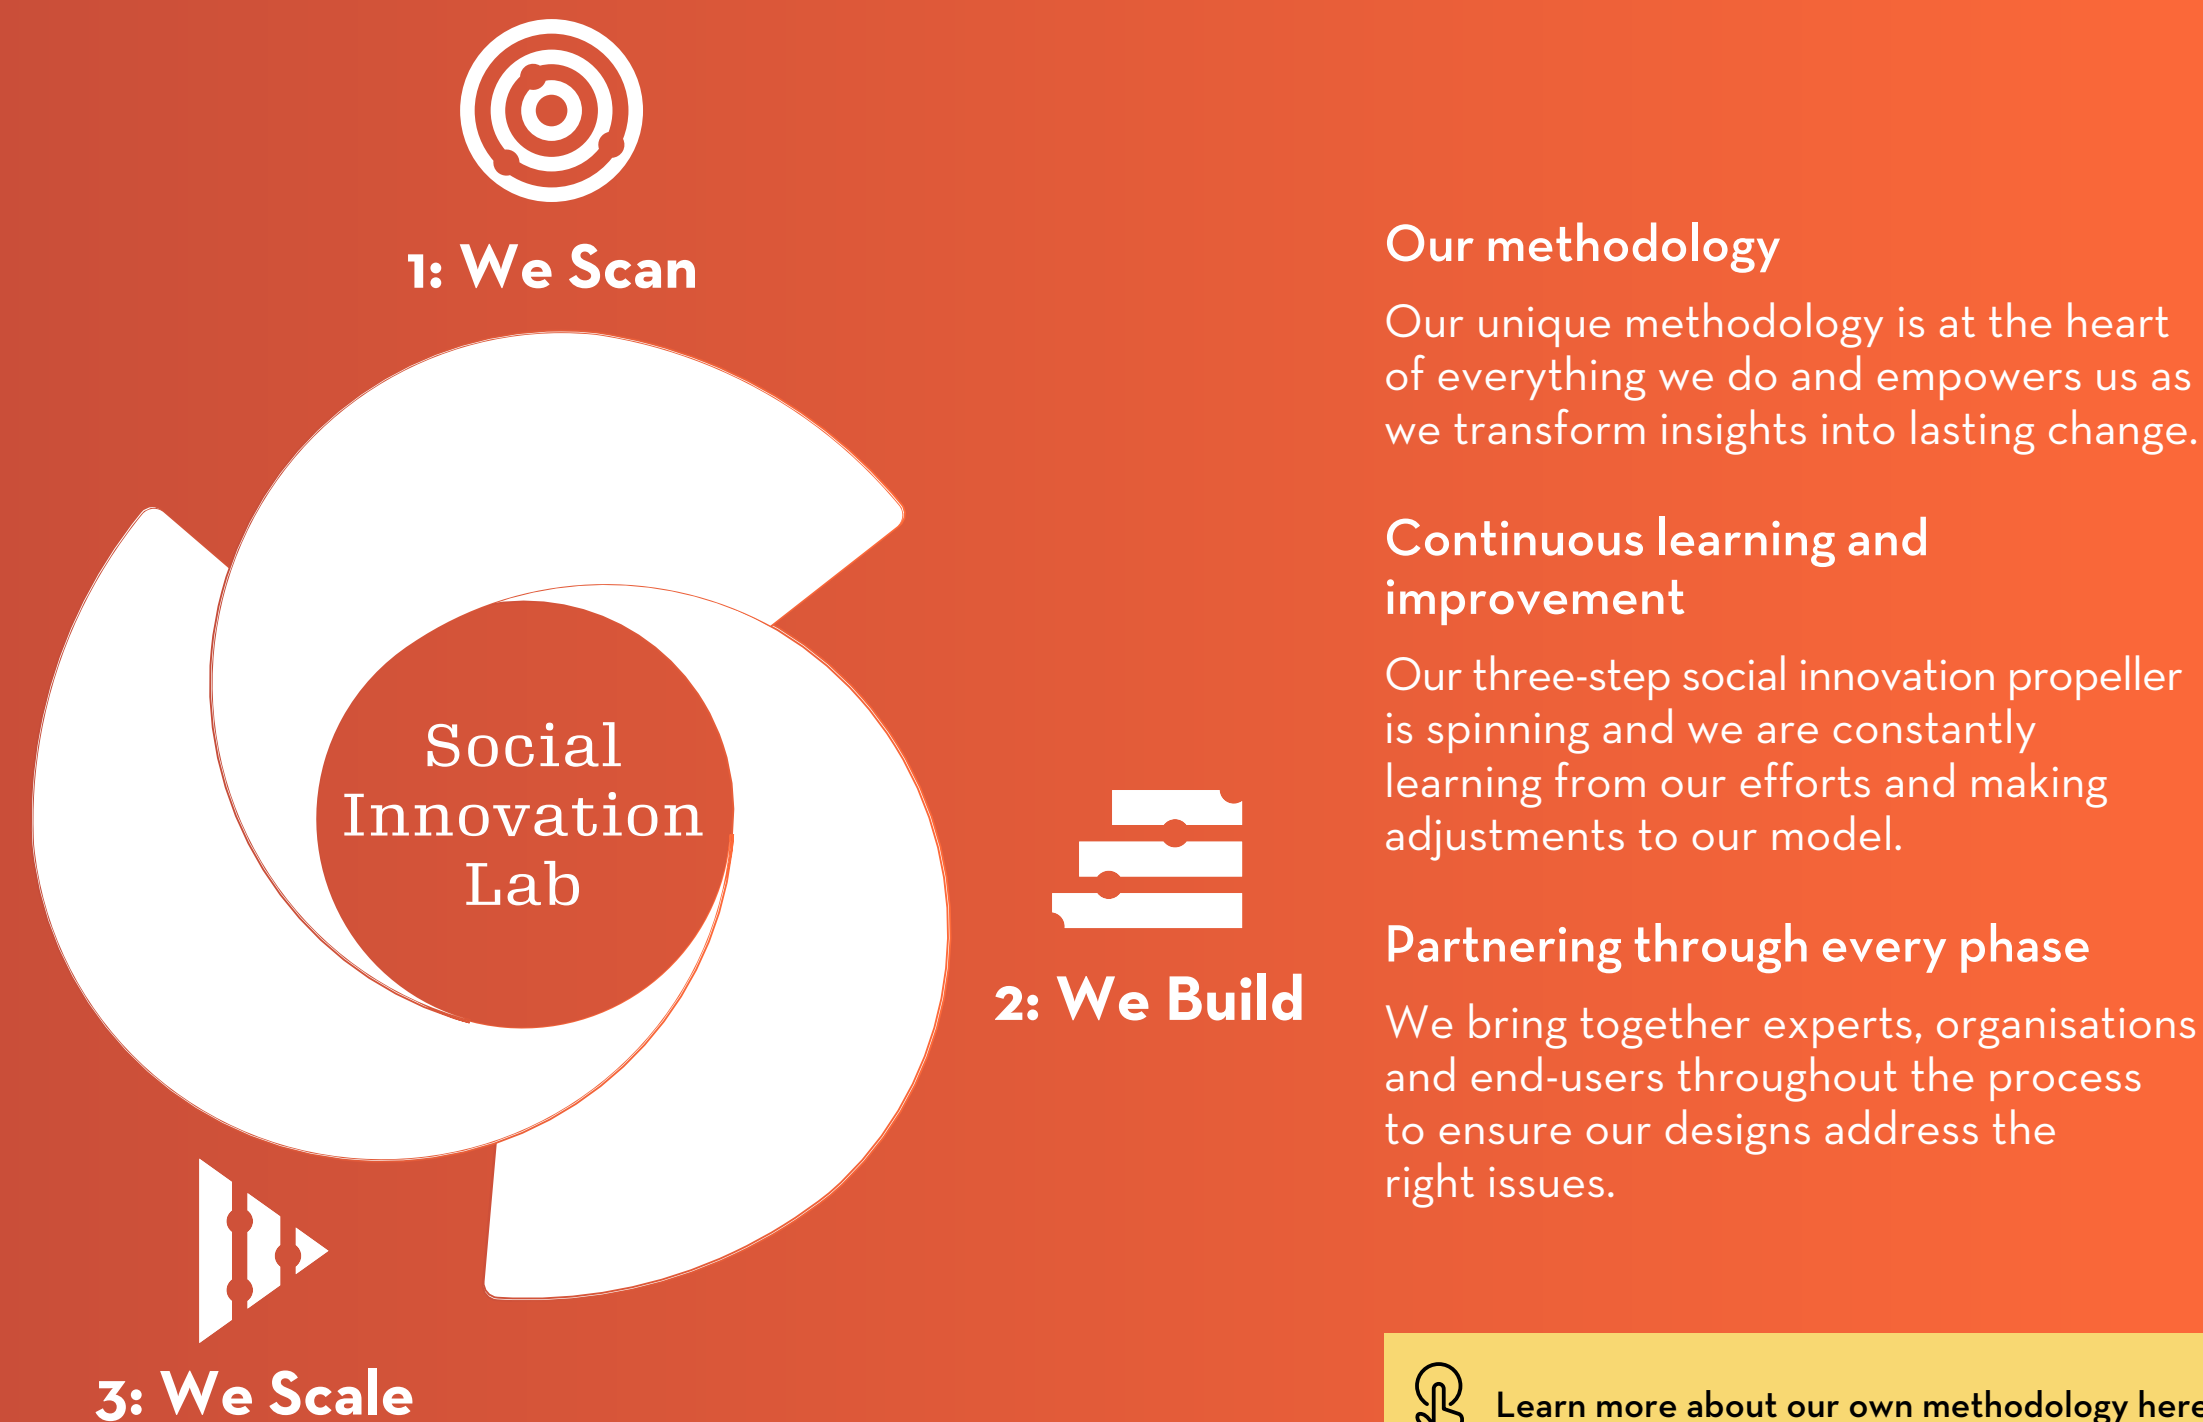 1: We Scan
Social
Innovation
Lab
2: We Build
3: We Scale
Our methodology
Our unique methodology is at the heart
of everything we do and empowers us as
we transform insights into lasting change.
Continuous learning and
improvement
Our three-step social innovation propeller
is spinning and we are constantly
learning from our efforts and making
adjustments to our model.
Partnering through every phase
We bring together experts, organisations
and end-users throughout the process
to ensure our designs address the
right issues.
Learn more about our own methodology here